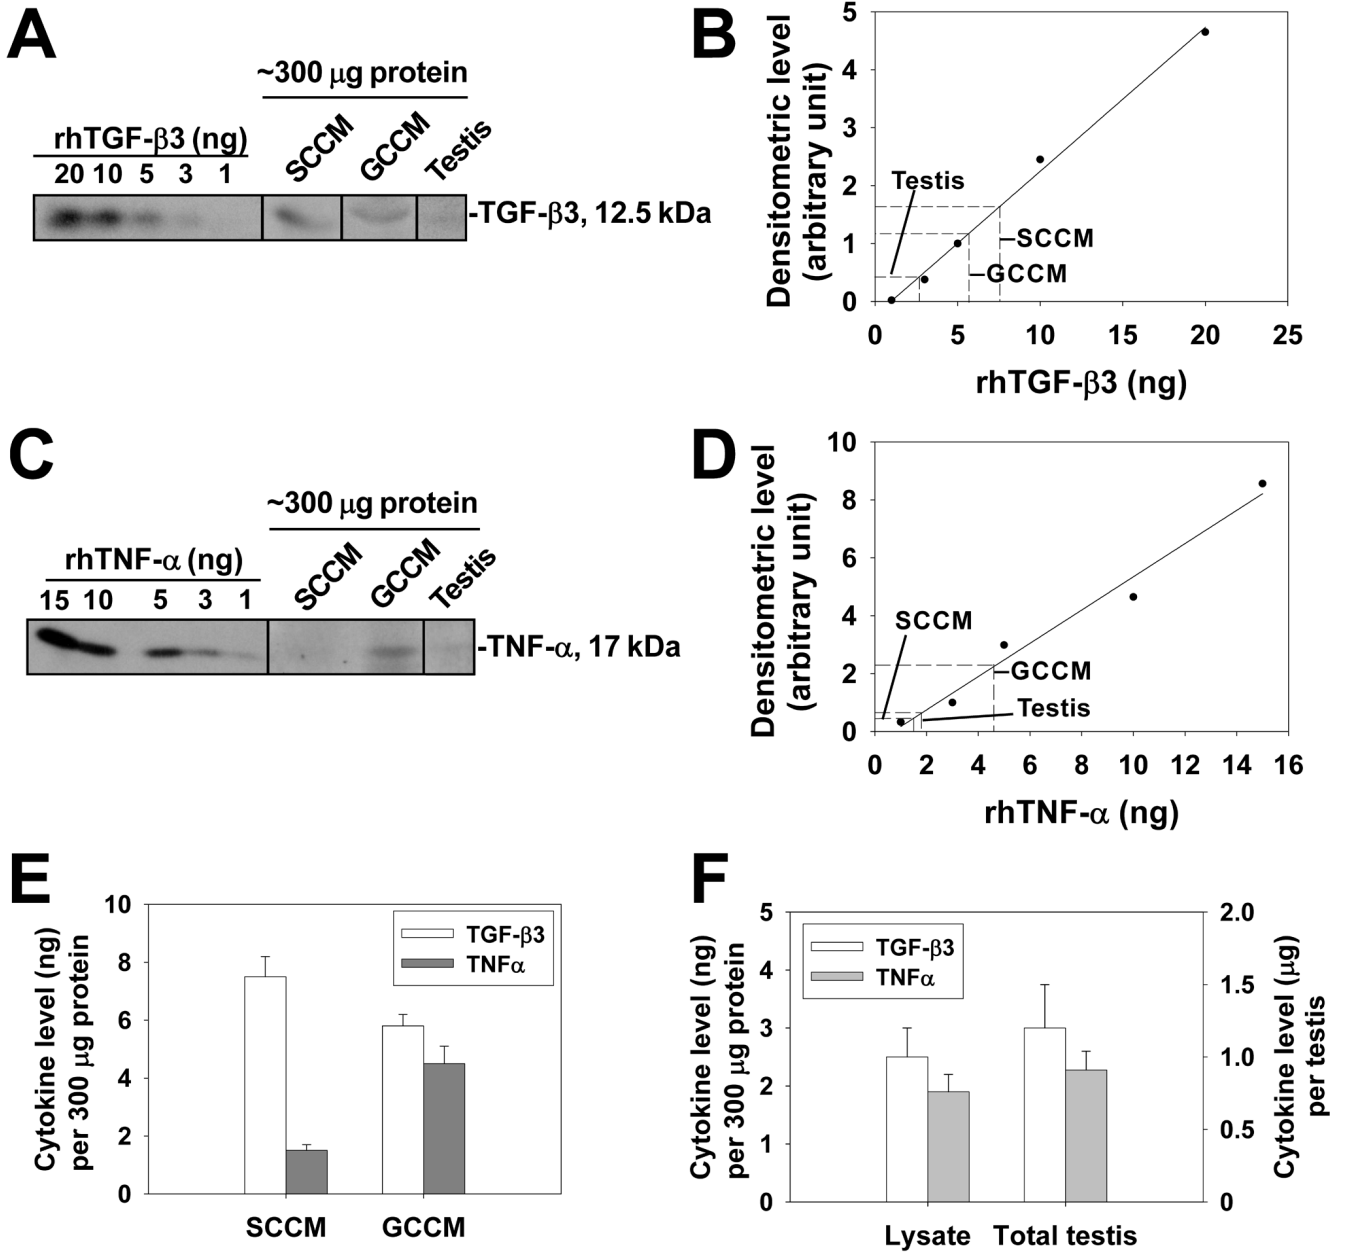 A
~300 μg protein
rhTGF-β3 (ng)
SCCM
GCCM
Testis
20 10 5 3 1
-TGF-β3, 12.5 kDa
B
Densitometric level
(arbitrary unit)
5
4
3
2
1
0
Testis
SCCM
GCCM
0 5 10 15 20 25
rhTGF-β3 (ng)
C
~300 μg protein
rhTNF-α (ng)
SCCM
GCCM
Testis
15 10 5 3 1
-TNF-α, 17 kDa
D
Densitometric level
(arbitrary unit)
10
8
6
4
2
0
SCCM
GCCM
Testis
0 2 4 6 8 10 12 14 16
rhTNF-α (ng)
E
Cytokine level (ng)
per 300 μg protein
10
8
6
4
2
0
TGF-β3
TNFα
SCCM GCCM
F
Cytokine level (ng)
per 300 μg protein
5
4
3
2
1
0
TGF-β3
TNFα
2.0
1.5
1.0
0.5
0
Cytokine level (μg)
per testis
Lysate Total testis